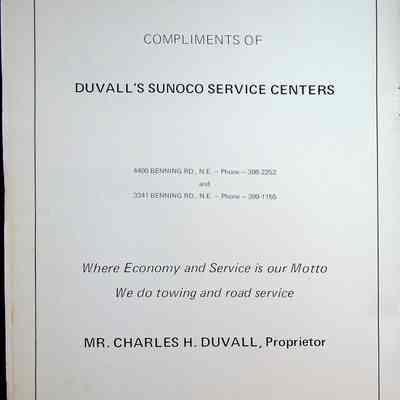 COMPLIMENTS OF
DUVALL'S SUNOCO SERVICE CENTERS
4400 BENNING RD., N.E. – Phone – 398-2252
and
3341 BENNING RD., N.E. – Phone – 399-1165
Where Economy and Service is our Motto
We do towing and road service
MR. CHARLES H. DUVALL, Proprietor